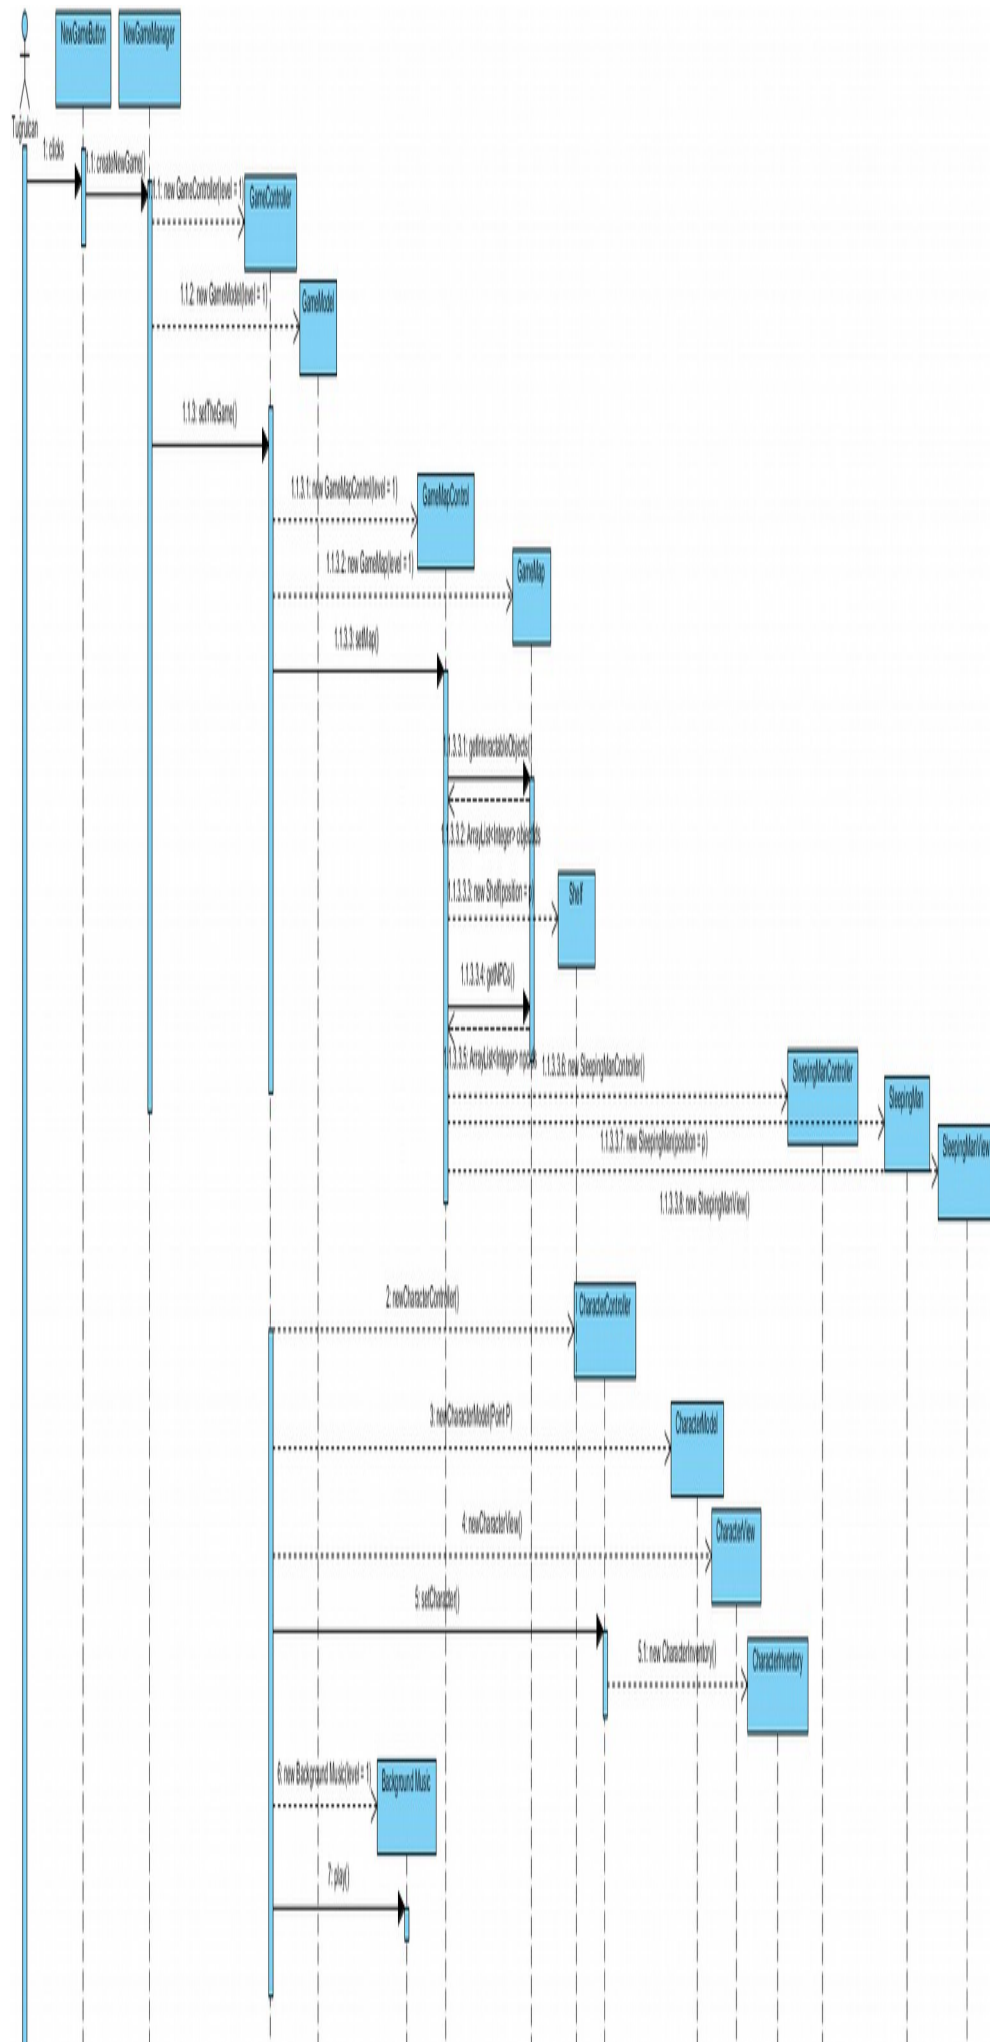 NewGameButton
NewGameManager
Tuğrulcan
1: clicks
1.1: createNewGame()
1.1: new GameController(level = 1)
GameController
1.1.2: new GameModel(level = 1)
GameModel
1.1.3: setTheGame()
1.1.3.1: new GameMapControl(level = 1)
GameMapControl
1.1.3.2: new GameMap(level = 1)
GameMap
1.1.3.3: setMap()
1.1.3.3.1: getInteractableObjects()
1.1.3.3.2: ArrayList<Integer> objectIds
1.1.3.3.3: new Shelf(position = p)
Shelf
1.1.3.3.4: getNPCs()
1.1.3.3.5: ArrayList<Integer>
1.1.3.3.6: new SleepingManController()
SleepingManController
SleepingMan
1.1.3.3.7: new SleepingMan(position = p)
SleepingManView
1.1.3.3.8: new SleepingManView()
2: newCharacterController()
CharacterController
3: newCharacterModel(Point P)
CharacterModel
4: newCharacterView()
CharacterView
5: setCharacter()
5.1: new CharacterInventory()
CharacterInventory
6: new Background Music(level = 1)
Background Music
7: play()